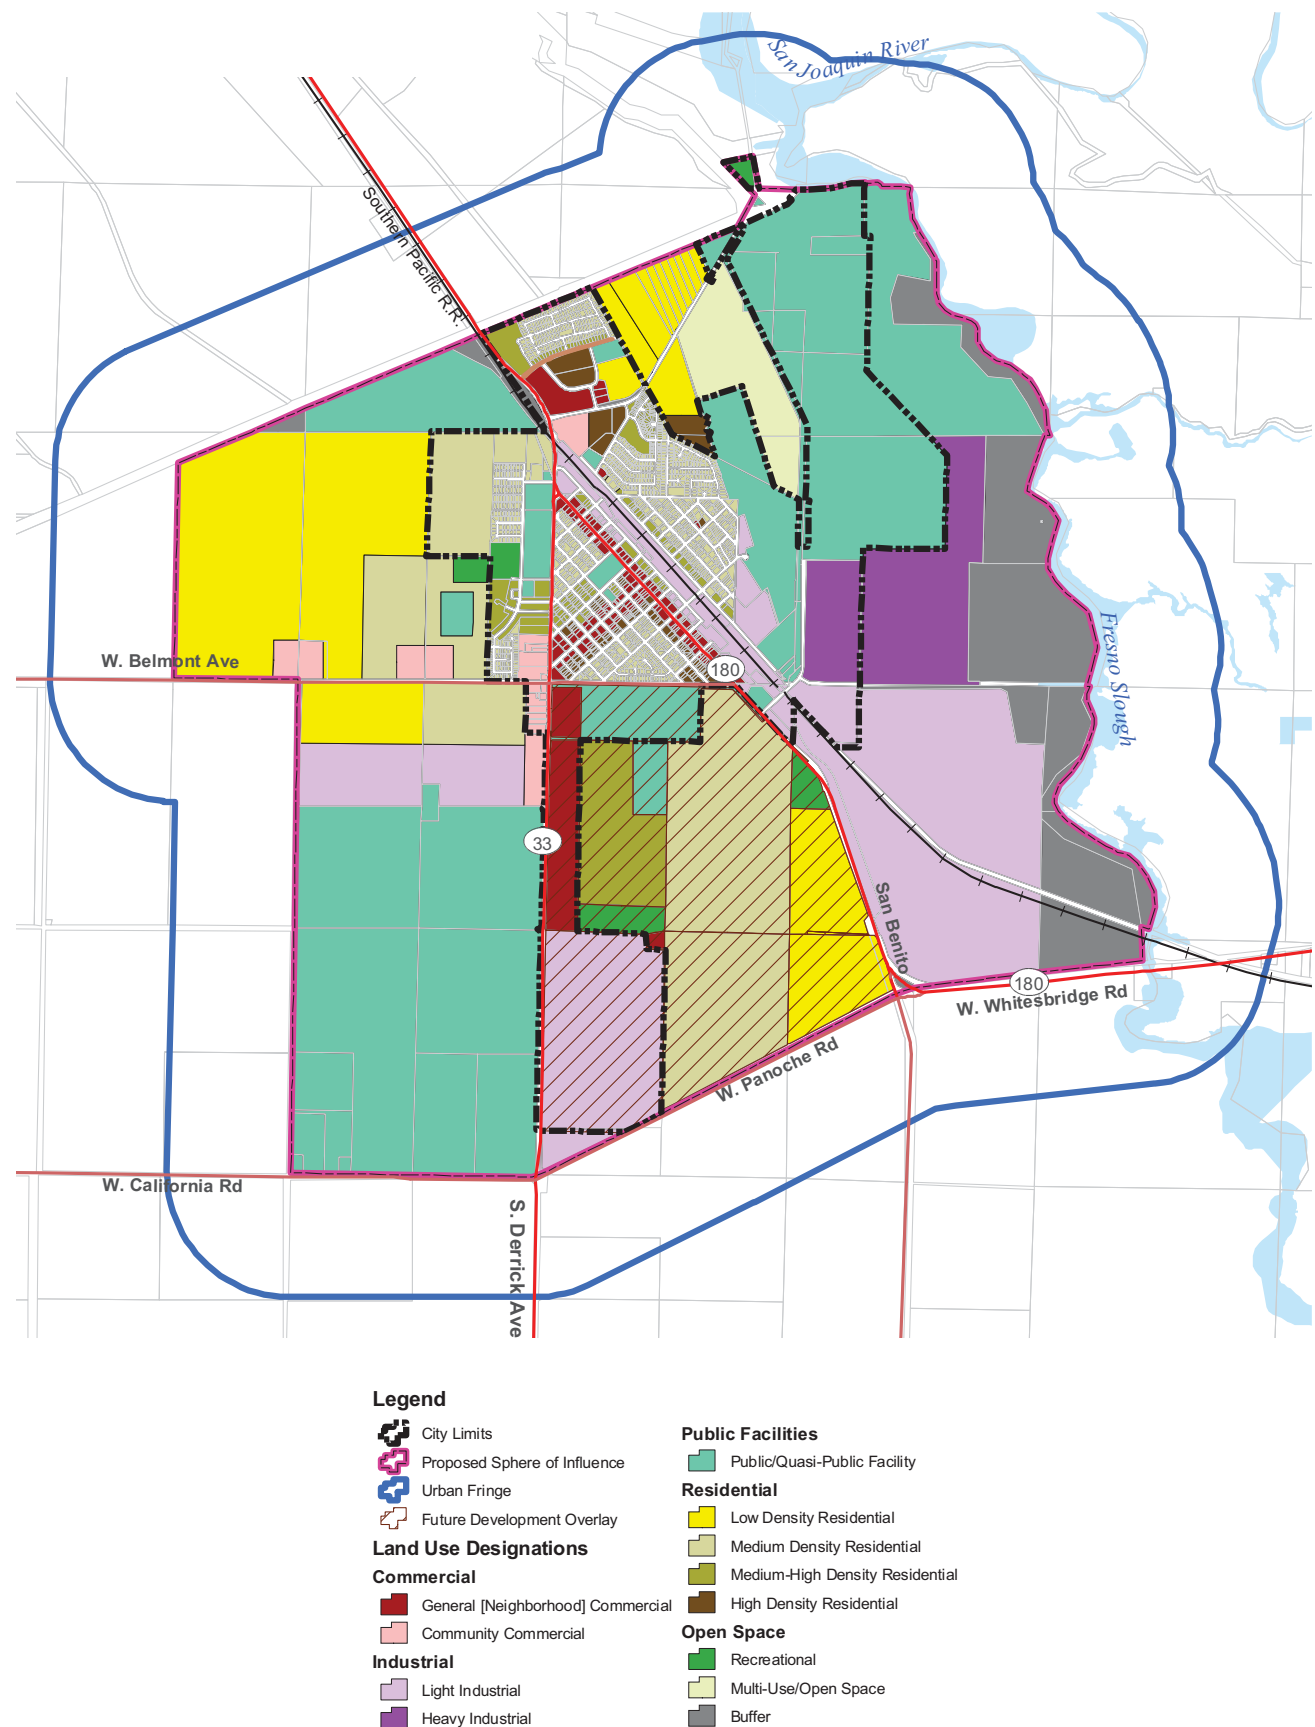 San Joaquin River
Southern Pacific R.R.
W. Belmont Ave
180
Fresno Slough
33
San Benito
180
W. Whitesbridge Rd
W. Panoche Rd
W. California Rd
S. Derrick Ave
Legend
City Limits
Proposed Sphere of Influence
Urban Fringe
Future Development Overlay
Land Use Designations
Commercial
General [Neighborhood] Commercial
Community Commercial
Industrial
Light Industrial
Heavy Industrial
Public Facilities
Public/Quasi-Public Facility
Residential
Low Density Residential
Medium Density Residential
Medium-High Density Residential
High Density Residential
Open Space
Recreational
Multi-Use/Open Space
Buffer